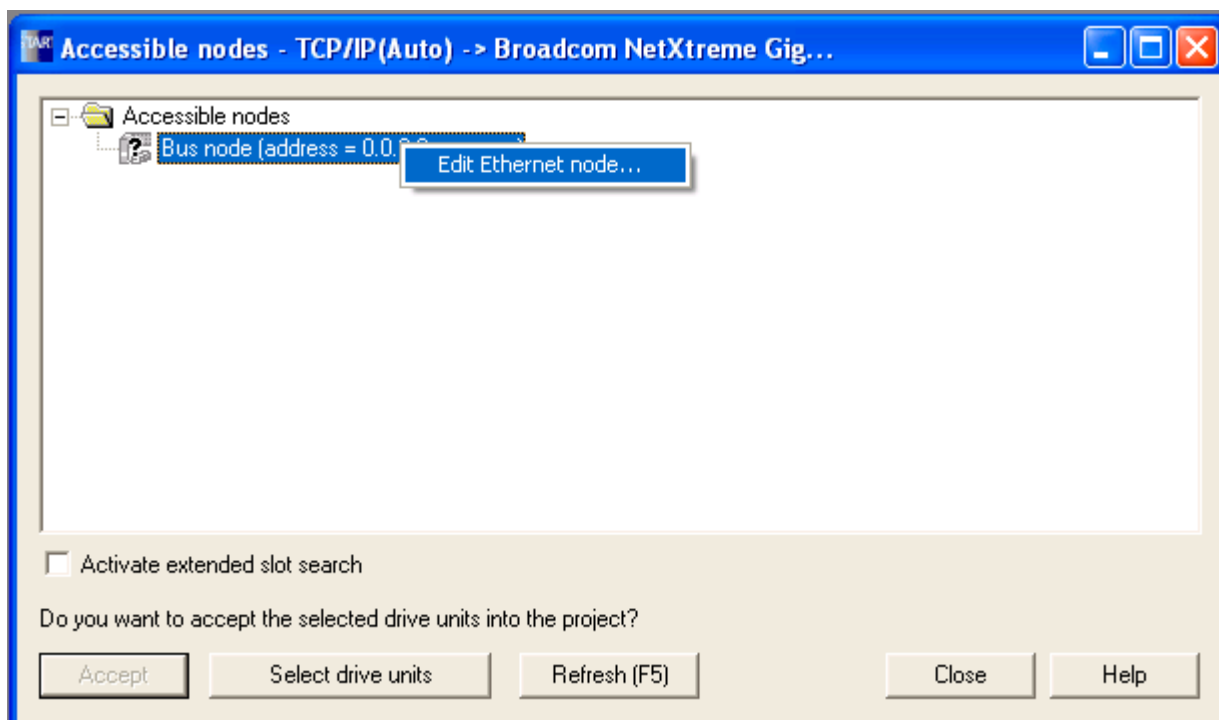 Accessible nodes - TCP/IP(Auto) -> Broadcom NetXtreme Gig...
Accessible nodes
Bus node (address = 0.0.
Edit Ethernet node...
Activate extended slot search
Do you want to accept the selected drive units into the project?
Accept Select drive units Refresh (F5) Close Help